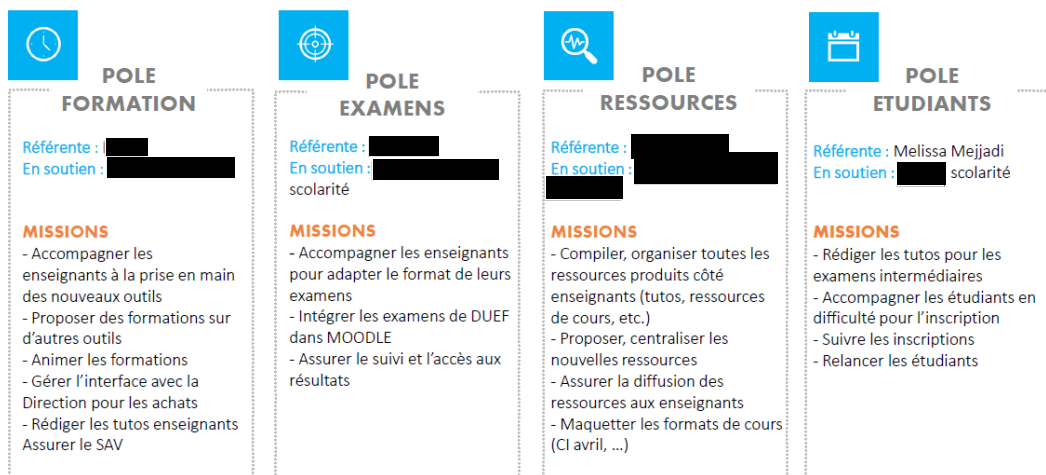 POLE
FORMATION
Référente :
En soutien :
MISSIONS
- Accompagner les
enseignants à la prise en main
des nouveaux outils
- Proposer des formations sur
d'autres outils
- Animer les formations
- Gérer l'interface avec la
Direction pour les achats
- Rédiger les tutos enseignants
Assurer le SAV
POLE
EXAMENS
Référente :
En soutien :
scolarité
MISSIONS
- Accompagner les enseignants
pour adapter le format de leurs
examens
- Intégrer les examens de DUEF
dans MOODLE
- Assurer le suivi et l'accès aux
résultats
POLE
RESSOURCES
Référente :
En soutien :
MISSIONS
- Compiler, organiser toutes les
ressources produits côté
enseignants (tutos, ressources
de cours, etc.)
- Proposer, centraliser les
nouvelles ressources
- Assurer la diffusion des
ressources aux enseignants
- Maquetter les formats de cours
(CI avril, ...)
POLE
ETUDIANTS
Référente : Melissa Mejjadi
En soutien : scolarité
MISSIONS
- Rédiger les tutos pour les
examens intermédiaires
- Accompagner les étudiants en
difficulté pour l'inscription
- Suivre les inscriptions
- Relancer les étudiants